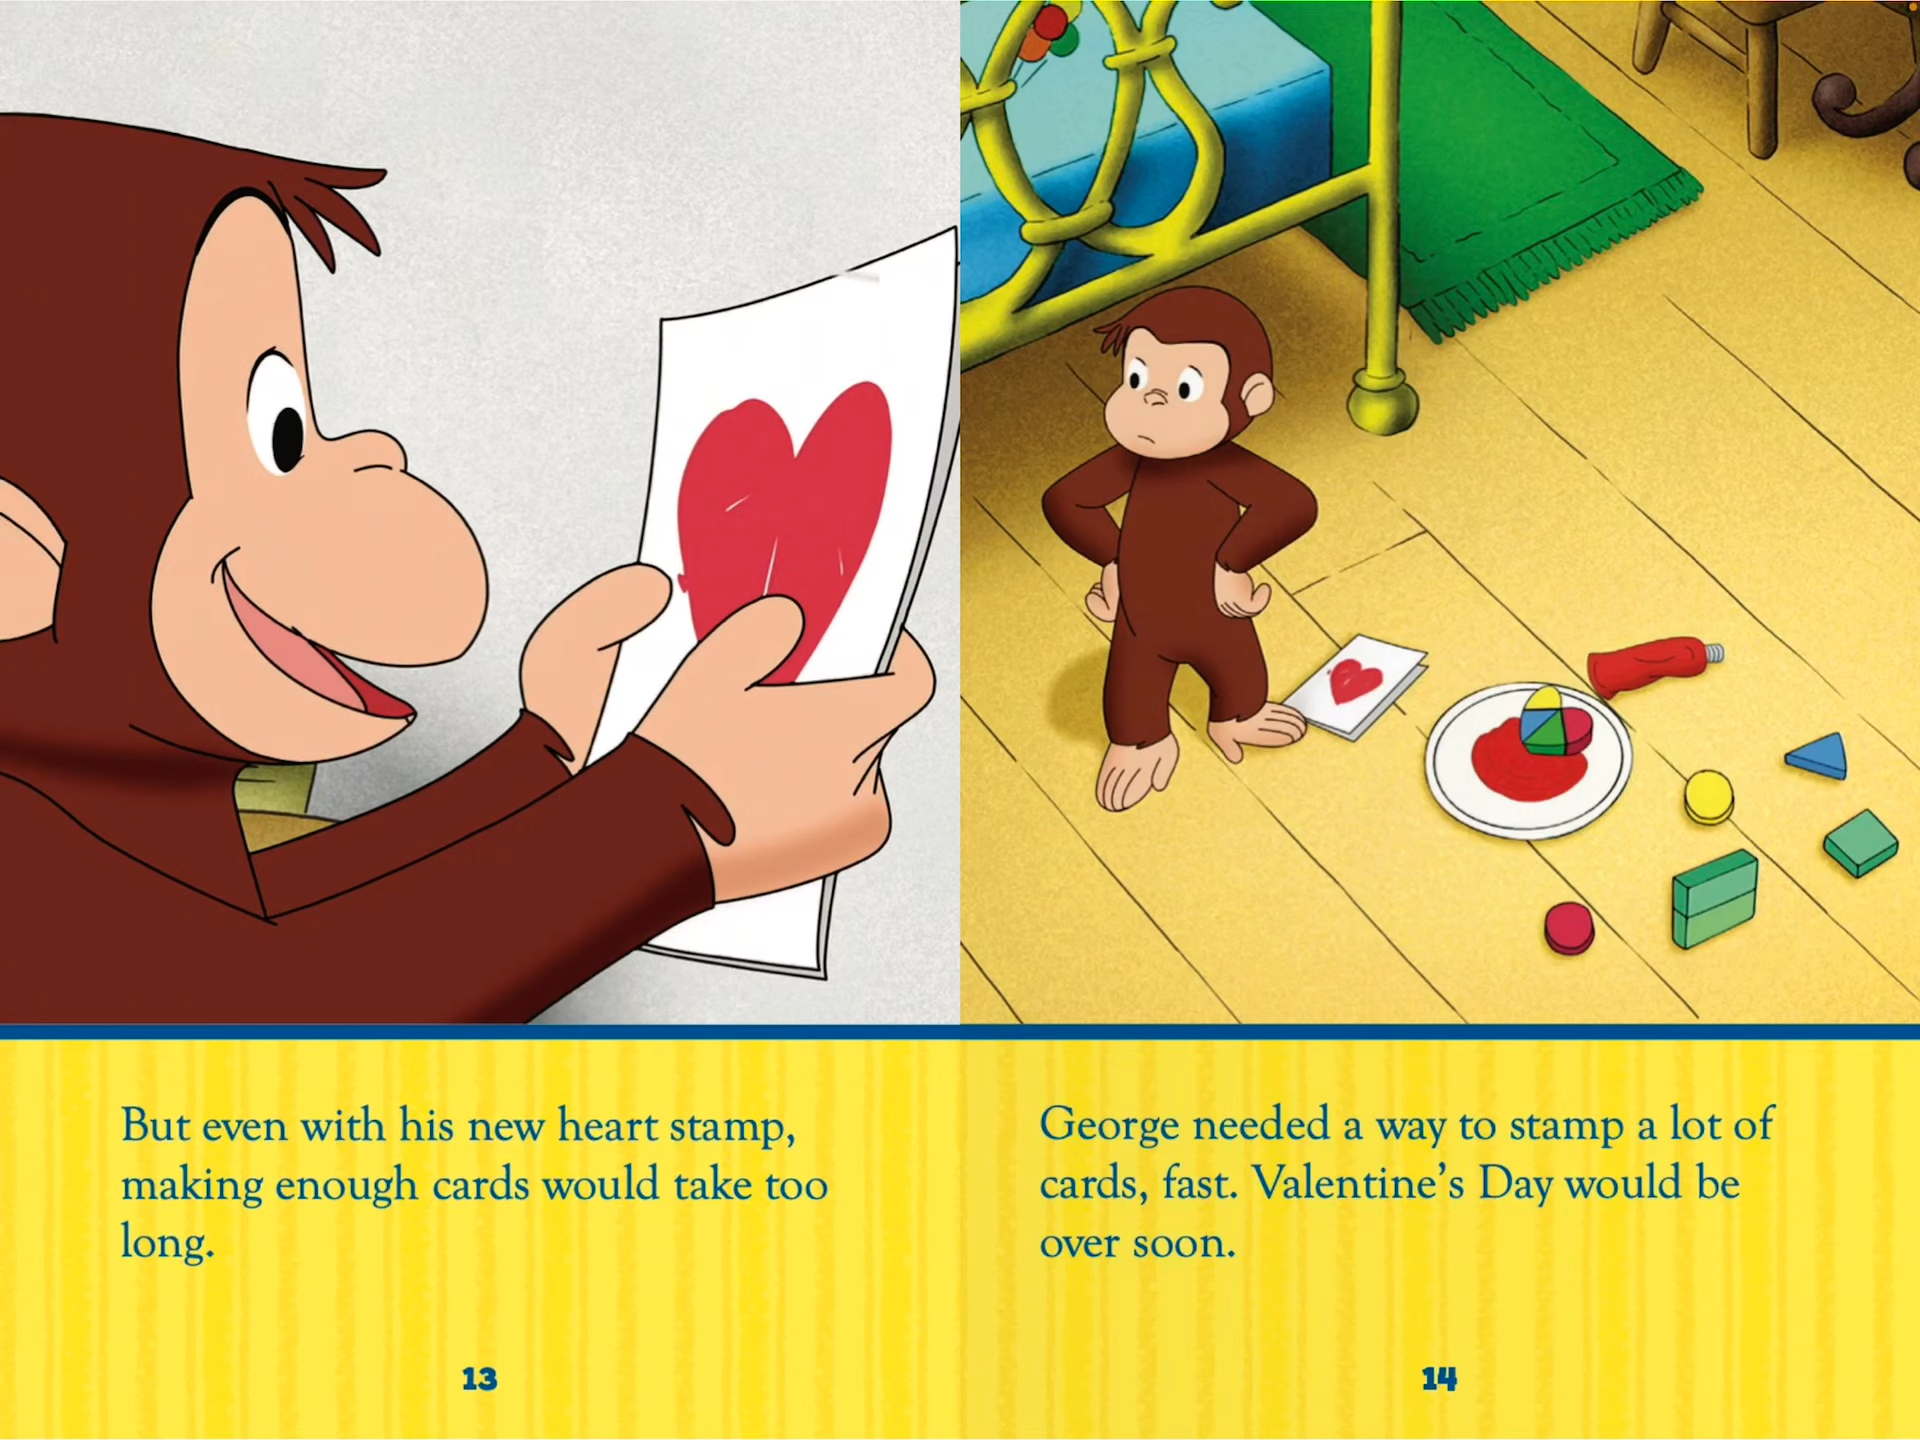 But even with his new heart stamp,
making enough cards would take too
long.
13
George needed a way to stamp a lot of
cards, fast. Valentine’s Day would be
over soon.
14